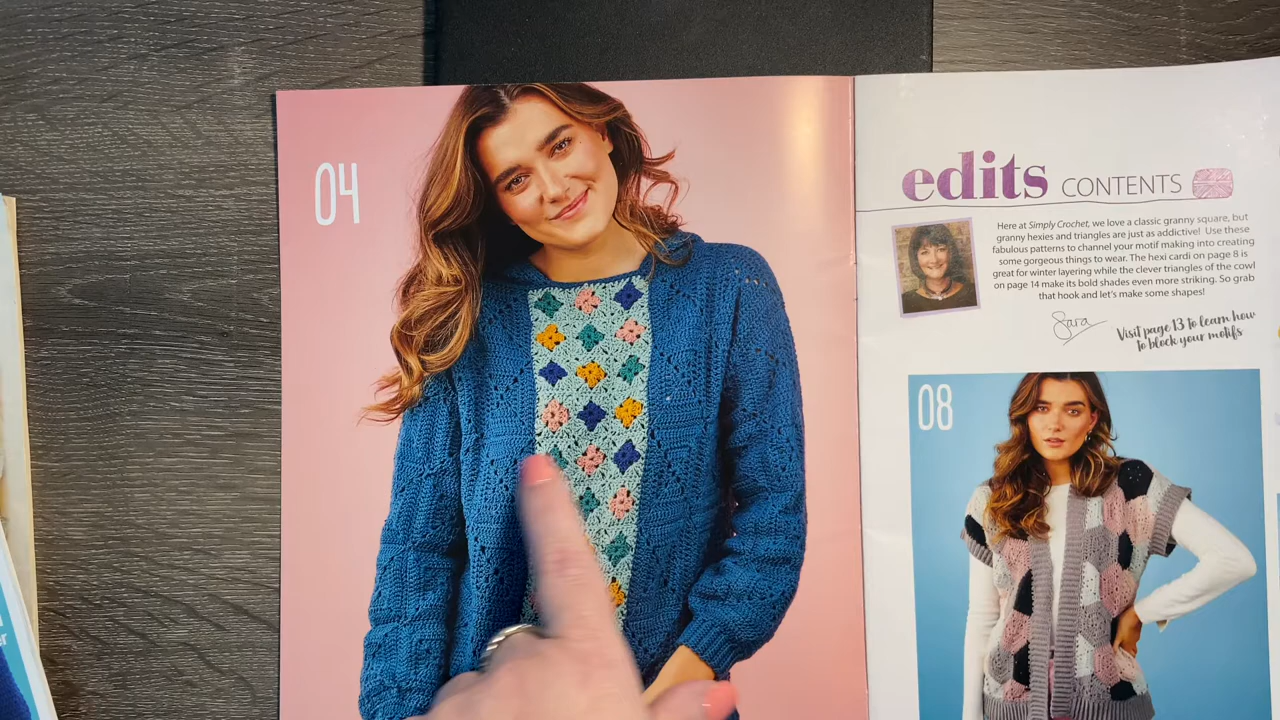 04
edits CONTENTS
Here at Simply Crochet, we love a classic granny square, but
granny hexies and triangles are just as addictive! Use these
fabulous patterns to channel your motif making into creating
some gorgeous things to wear. The hexi cardi on page 8 is
great for winter layering while the clever triangles of the cowl
on page 14 make its bold shades even more striking. So grab
that hook and let's make some shapes!
Sara
Visit page 13 to learn how
to block your motifs
08